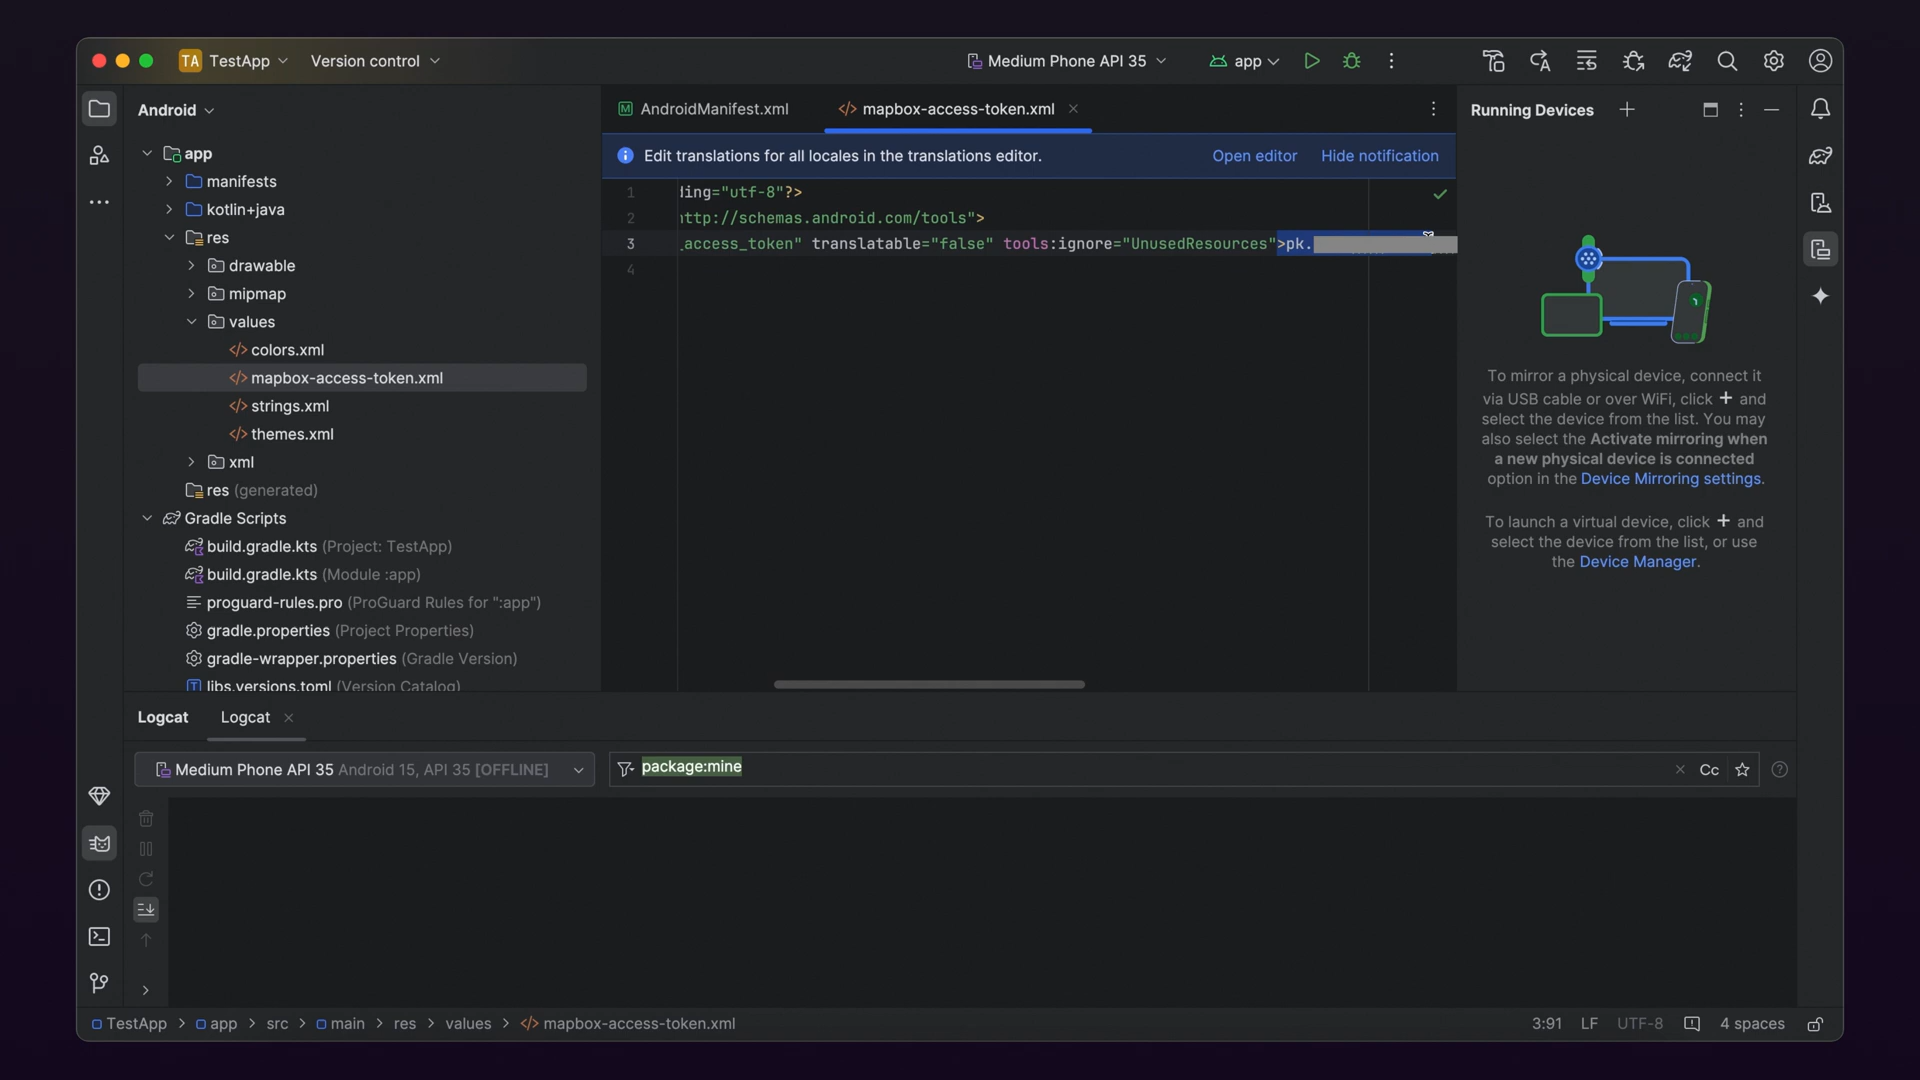 TA TestApp Version control Medium Phone API 35 app
Android
app
manifests
kotlin+java
res
drawable
mipmap
values
colors.xml
mapbox-access-token.xml
strings.xml
themes.xml
xml
res (generated)
Gradle Scripts
build.gradle.kts (Project: TestApp)
build.gradle.kts (Module :app)
proguard-rules.pro (ProGuard Rules for ":app")
gradle.properties (Project Properties)
gradle-wrapper.properties (Gradle Version)
libs.versions.toml (Version Catalog)
AndroidManifest.xml </> mapbox-access-token.xml
Edit translations for all locales in the translations editor. Open editor Hide notification
1 ding="utf-8"?>
2 http://schemas.android.com/tools">
3 _access_token" translatable="false" tools:ignore="UnusedResources">pk.
4
Running Devices
To mirror a physical device, connect it
via USB cable or over WiFi, click + and
select the device from the list. You may
also select the Activate mirroring when
a new physical device is connected
option in the Device Mirroring settings.
To launch a virtual device, click + and
select the device from the list, or use
the Device Manager.
Logcat Logcat
Medium Phone API 35 Android 15, API 35 [OFFLINE] package:mine Cc
TestApp > app > src > main > res > values > </> mapbox-access-token.xml 3:91 LF UTF-8 4 spaces